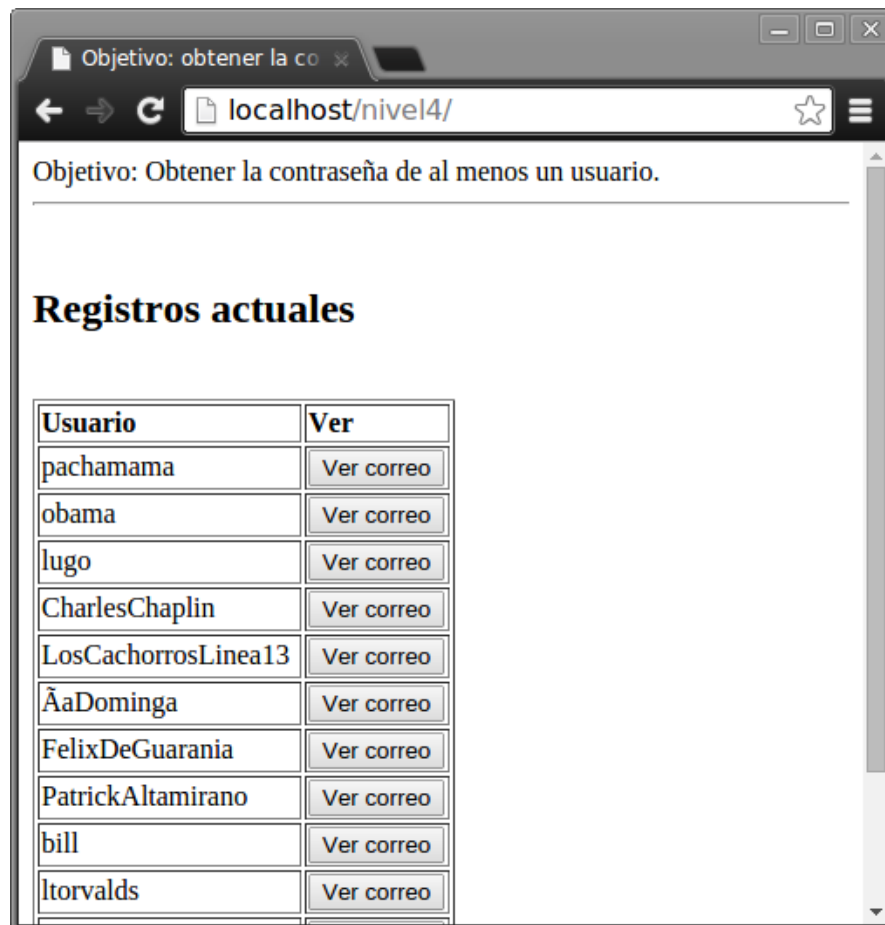 Objetivo: obtener la co
localhost/nivel4/
Objetivo: Obtener la contraseña de al menos un usuario.
Registros actuales
Usuario Ver
pachamama Ver correo
obama Ver correo
lugo Ver correo
CharlesChaplin Ver correo
LosCachorrosLinea13 Ver correo
ÃaDominga Ver correo
FelixDeGuarania Ver correo
PatrickAltamirano Ver correo
bill Ver correo
ltorvalds Ver correo